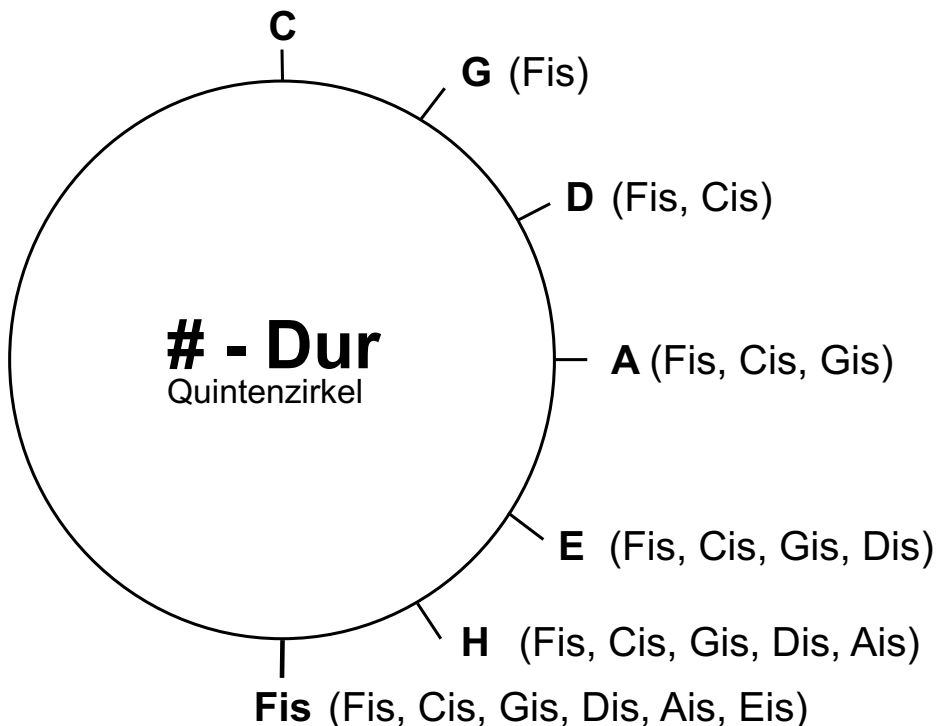 C
G (Fis)
D (Fis, Cis)
# - Dur
Quintenzirkel
A (Fis, Cis, Gis)
E (Fis, Cis, Gis, Dis)
H (Fis, Cis, Gis, Dis, Ais)
Fis (Fis, Cis, Gis, Dis, Ais, Eis)